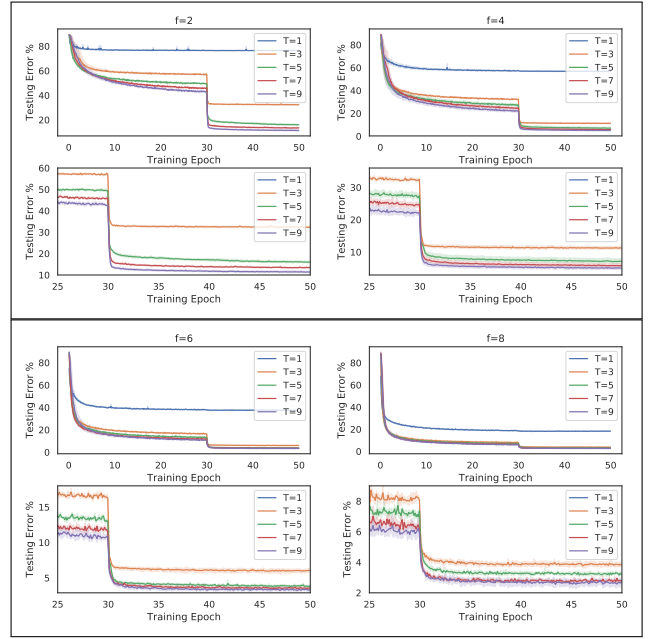 f=2
Testing Error %
80
60
40
20
0 10 20 30 40 50
Training Epoch
T=1
T=3
T=5
T=7
T=9
f=4
Testing Error %
80
60
40
20
0
0 10 20 30 40 50
Training Epoch
T=1
T=3
T=5
T=7
T=9
Testing Error %
60
50
40
30
20
10
25 30 35 40 45 50
Training Epoch
T=1
T=3
T=5
T=7
T=9
Testing Error %
30
20
10
25 30 35 40 45 50
Training Epoch
T=1
T=3
T=5
T=7
T=9
f=6
Testing Error %
80
60
40
20
0
0 10 20 30 40 50
Training Epoch
T=1
T=3
T=5
T=7
T=9
f=8
Testing Error %
80
60
40
20
0
0 10 20 30 40 50
Training Epoch
T=1
T=3
T=5
T=7
T=9
Testing Error %
15
10
5
25 30 35 40 45 50
Training Epoch
T=1
T=3
T=5
T=7
T=9
Testing Error %
8
6
4
2
25 30 35 40 45 50
Training Epoch
T=1
T=3
T=5
T=7
T=9